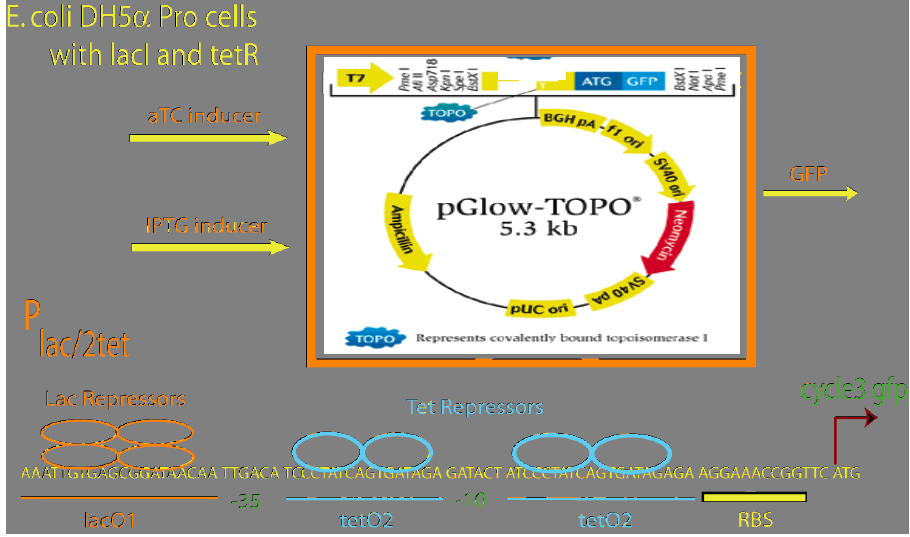 E. coli DH5α Pro cells
with lacI and tetR
aTC inducer
IPTG inducer
T7
Pme I
Afl II
Asp718
Kpn I
Spe I
BstX I
T
ATG
GFP
BstX I
Not I
Apa I
Pme I
TOPO
BGH pA
f1 ori
SV40 ori
Neomycin
SV40 pA
pUC ori
Ampicillin
pGlow-TOPO®
5.3 kb
TOPO Represents covalently bound topoisomerase I
GFP
P
lac/2tet
Lac Repressors
Tet Repressors
cycle3 gfp
AAATTGTGAGCGGATAACAA TTGACA TCCCTATCAGTGATAGA GATACT ATCCCTATCAGTGATAGAGA AGGAAACCGGTTC ATG
lacO1
-35
tetO2
-10
tetO2
RBS